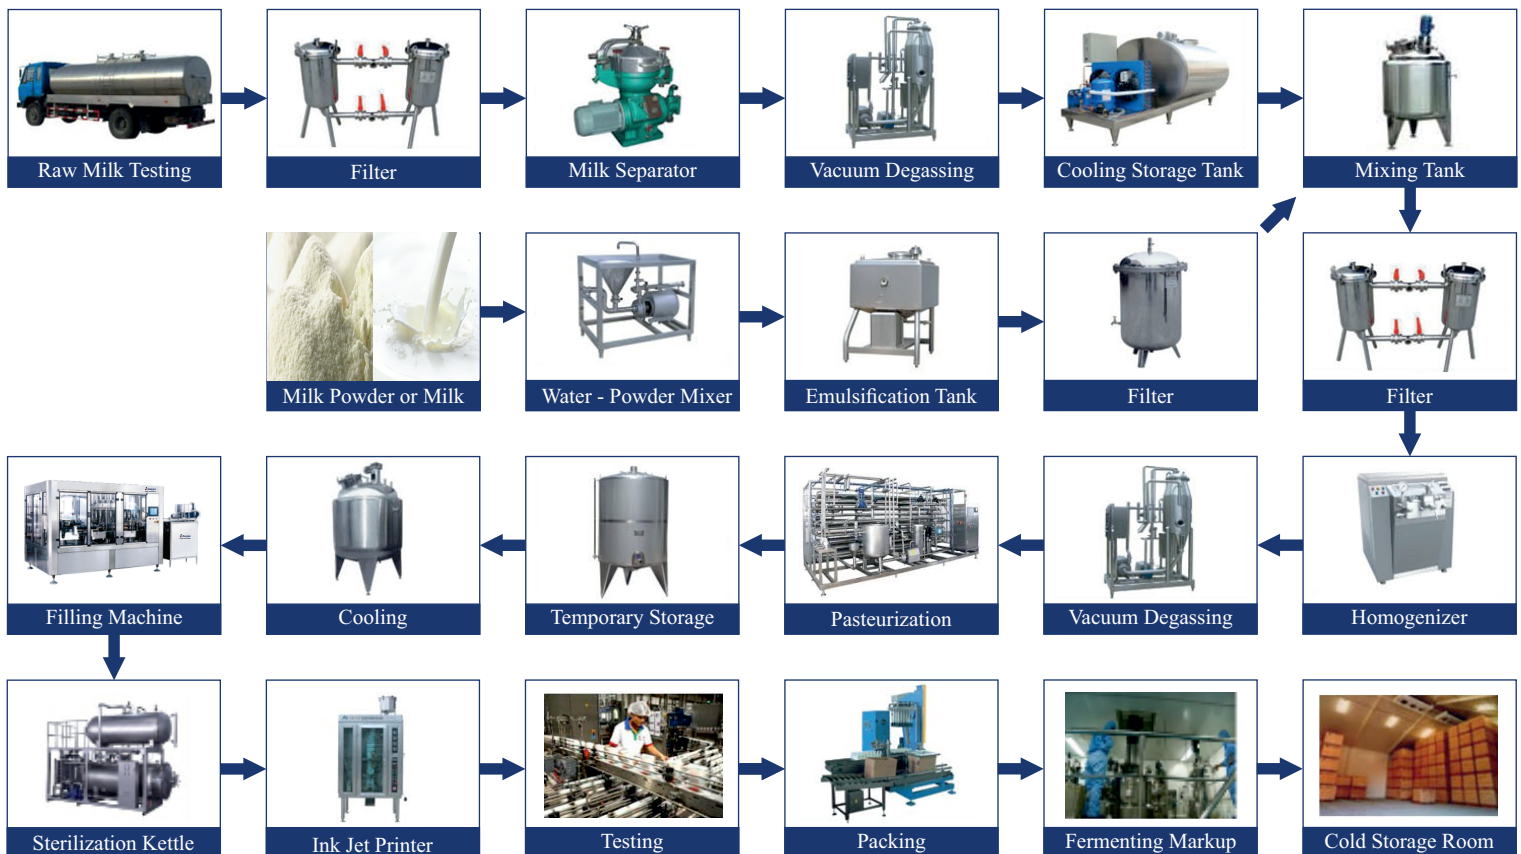 Raw Milk Testing
Filter
Milk Separator
Vacuum Degassing
Cooling Storage Tank
Mixing Tank
Milk Powder or Milk
Water - Powder Mixer
Emulsification Tank
Filter
Filter
Filling Machine
Cooling
Temporary Storage
Pasteurization
Vacuum Degassing
Homogenizer
Sterilization Kettle
Ink Jet Printer
Testing
Packing
Fermenting Markup
Cold Storage Room